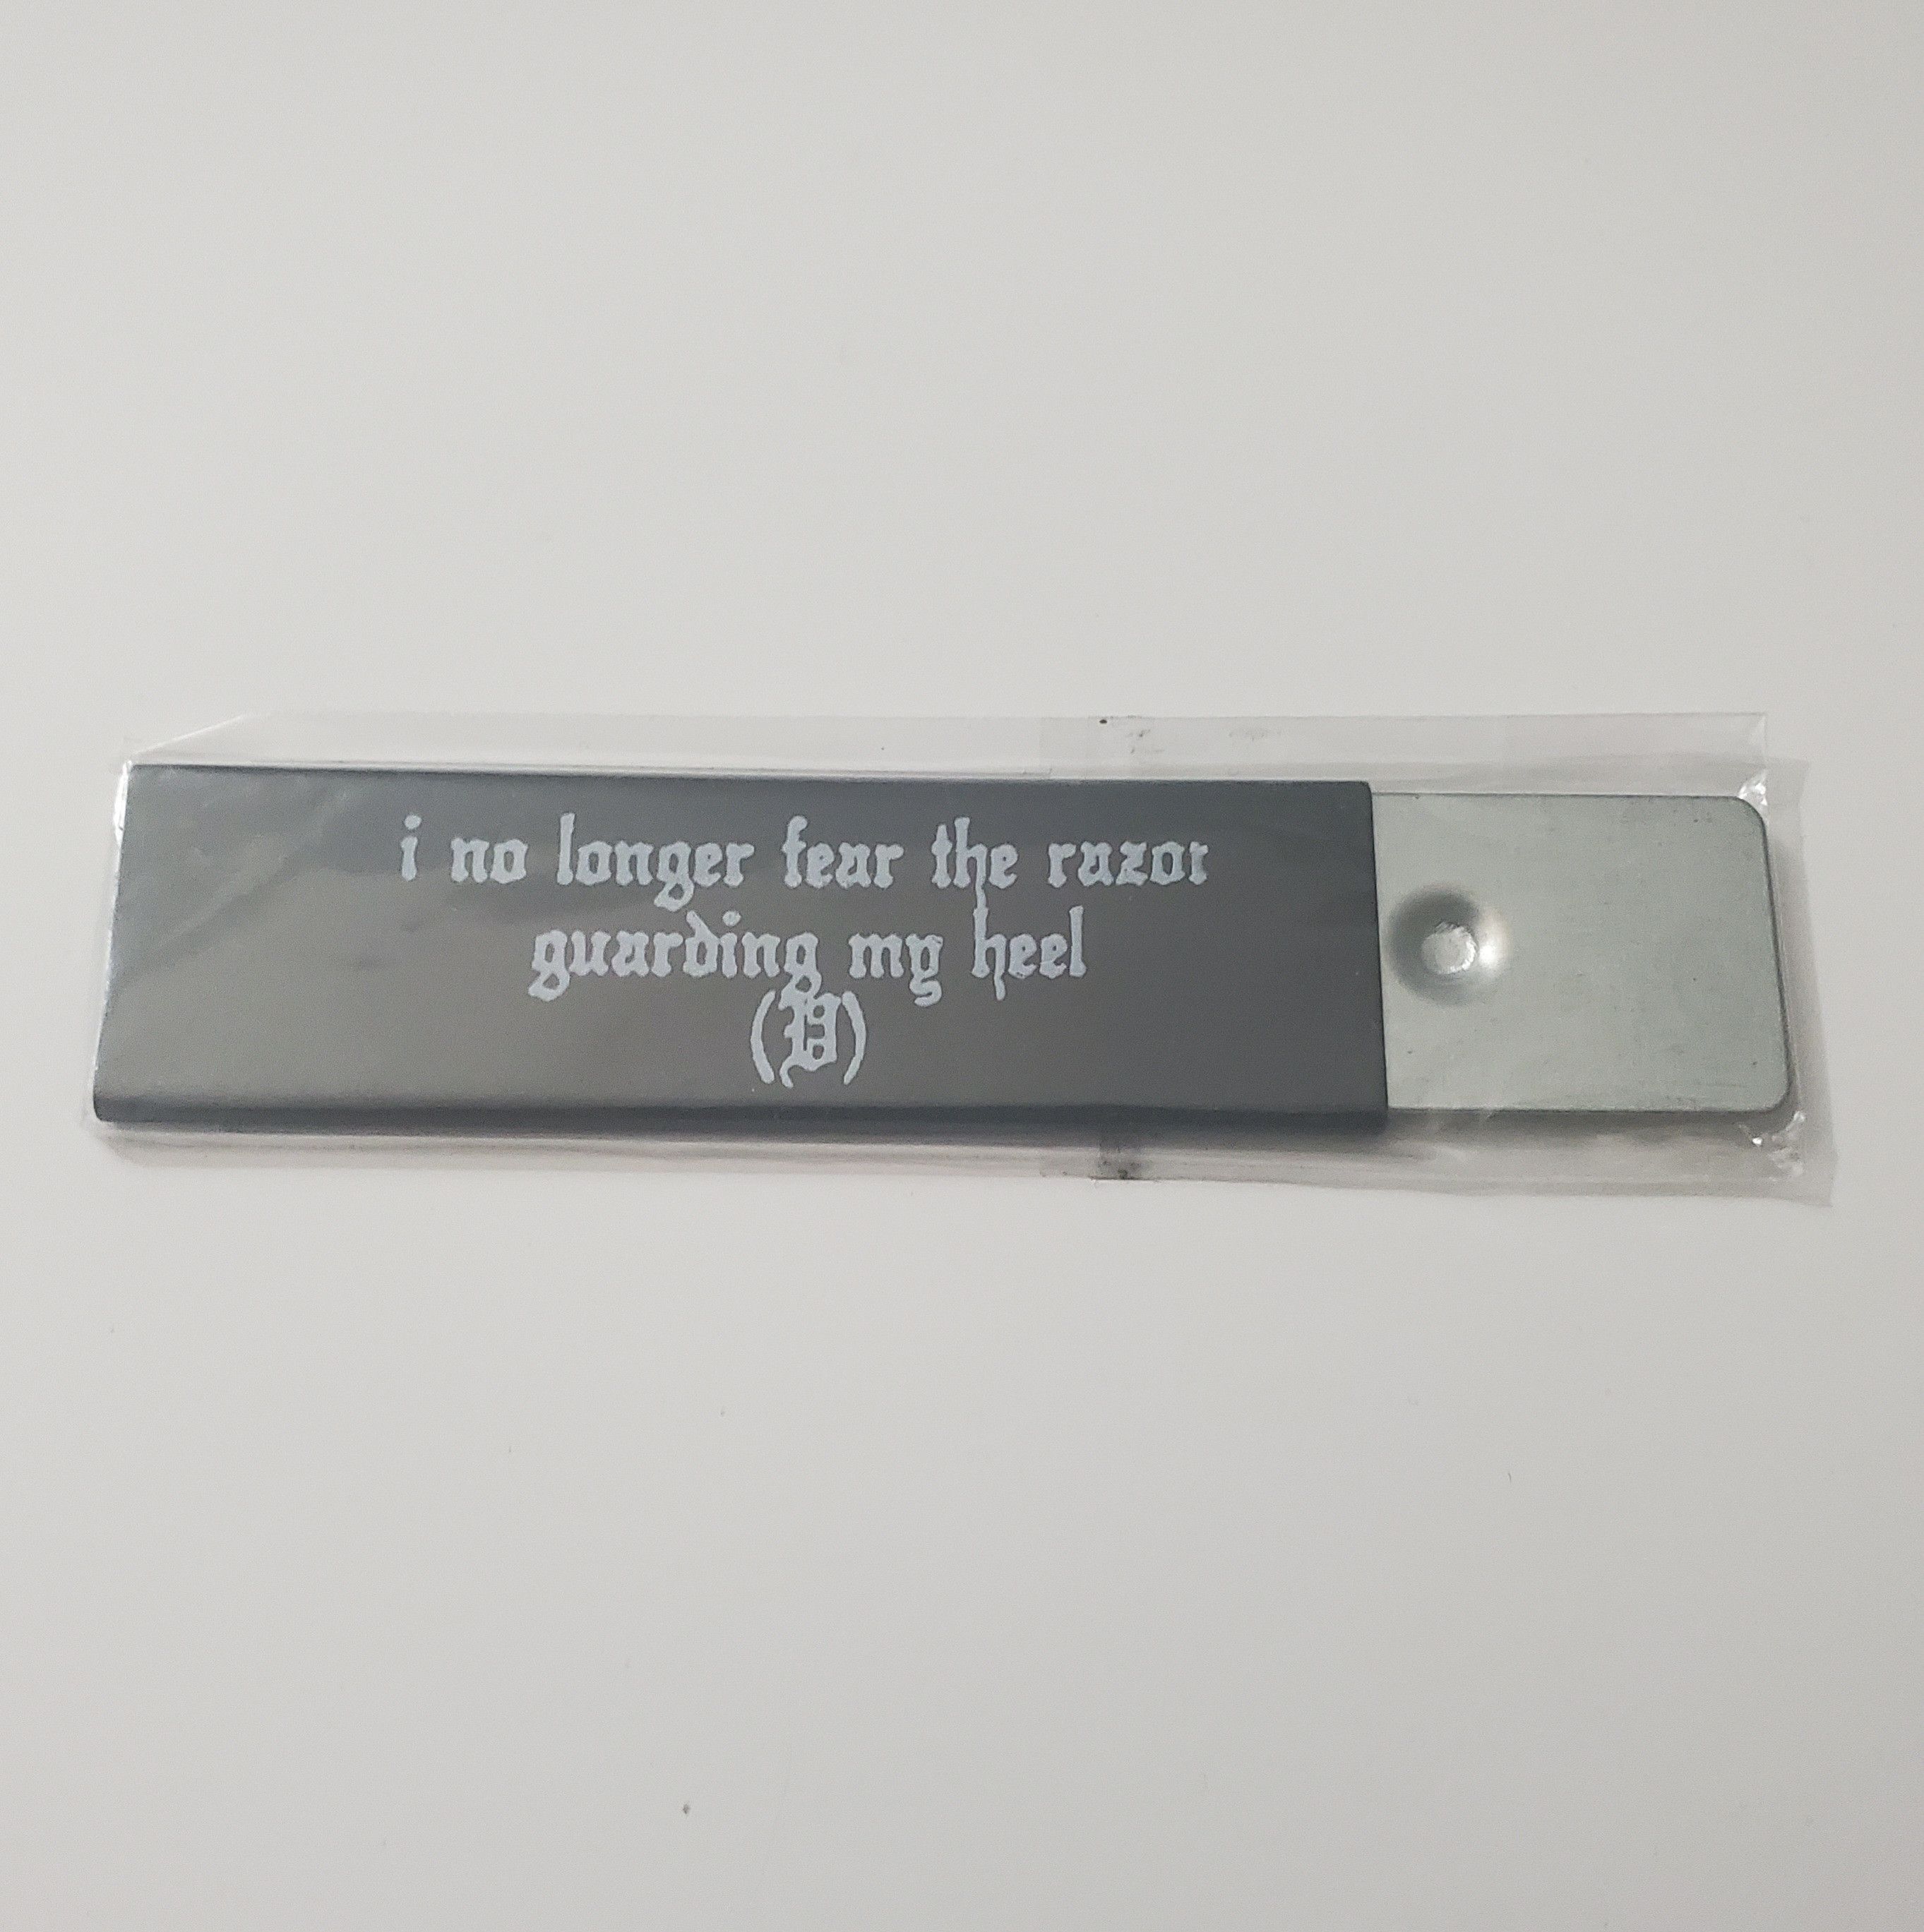 i no longer fear the razor
guarding my heel
(V)